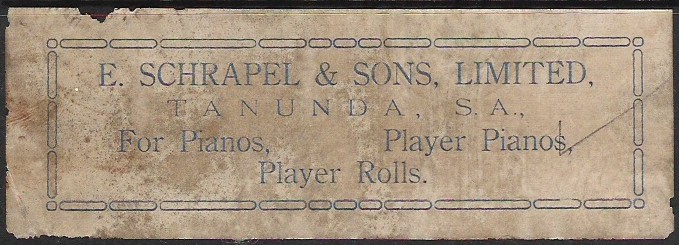 E. SCHRAPEL & SONS, LIMITED,
TANUNDA, S.A.,
For Pianos, Player Pianos,
Player Rolls.